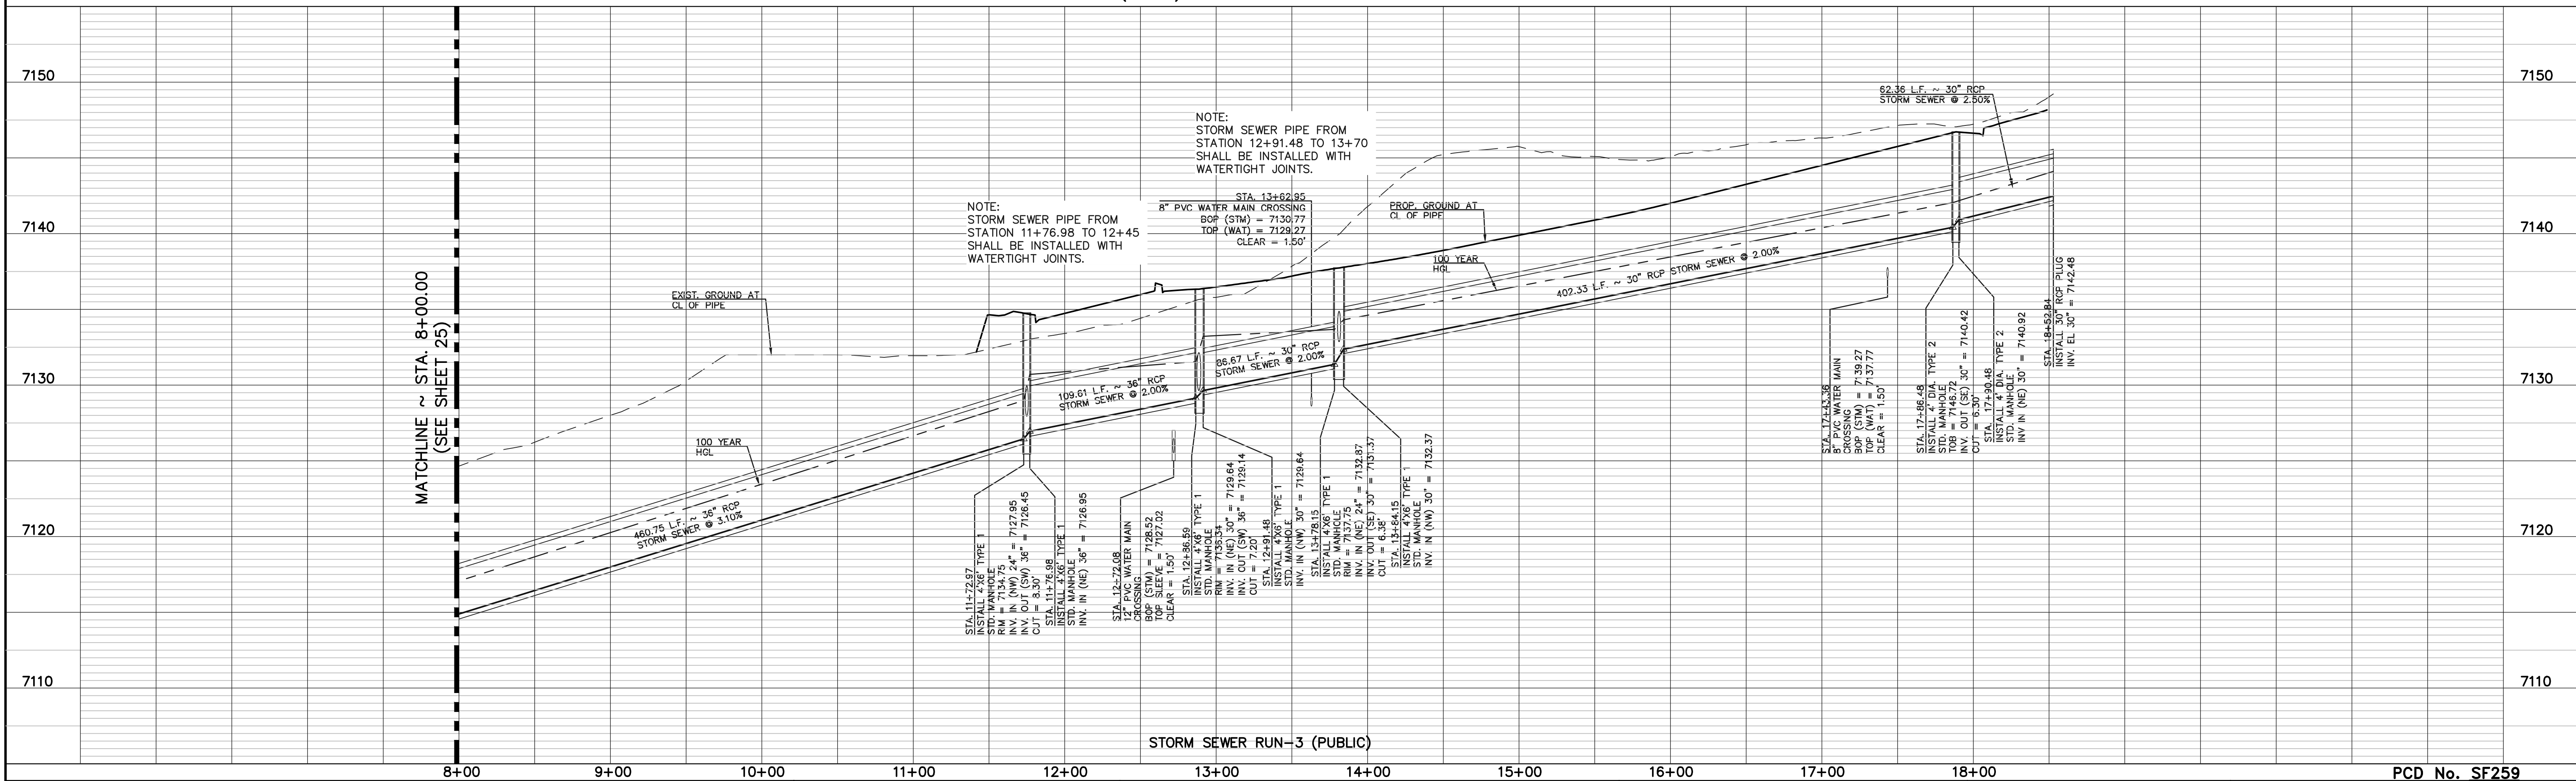 7150
7140
7130
7120
7110
MATCHLINE ~ STA. 8+00.00
(SEE SHEET 25)
EXIST. GROUND AT
CL OF PIPE
100 YEAR
HGL
460.75 L.F. ~ 36" RCP
STORM SEWER @ 3.10%
NOTE:
STORM SEWER PIPE FROM
STATION 11+76.98 TO 12+45
SHALL BE INSTALLED WITH
WATERTIGHT JOINTS.
NOTE:
STORM SEWER PIPE FROM
STATION 12+91.48 TO 13+70
SHALL BE INSTALLED WITH
WATERTIGHT JOINTS.
STA. 13+62.95
8" PVC WATER MAIN CROSSING
BOP (STM) = 7130.77
TOP (WAT) = 7129.27
CLEAR = 1.50'
PROP. GROUND AT
CL OF PIPE
100 YEAR
HGL
109.61 L.F. ~ 36" RCP
STORM SEWER @ 2.00%
86.67 L.F. ~ 30" RCP
STORM SEWER @ 2.00%
402.33 L.F. ~ 30" RCP STORM SEWER @ 2.00%
62.36 L.F. ~ 30" RCP
STORM SEWER @ 2.50%
STA. 11+72.97
INSTALL 4'X6' TYPE 1
STD. MANHOLE
RIM = 7134.75
INV. IN (NW) 24" = 7127.95
INV. OUT (SW) 36" = 7126.45
CUT = 8.30'
STA. 11+76.98
INSTALL 4'X6' TYPE 1
STD. MANHOLE
INV. IN (NE) 36" = 7126.95
STA. 12+72.08
12" PVC WATER MAIN
CROSSING
BOP (STM) = 7128.52
TOP SLEEVE = 7127.02
CLEAR = 1.50'
STA. 12+86.59
INSTALL 4'X6' TYPE 1
STD. MANHOLE
RIM = 7136.34
INV. IN (NE) 30" = 7129.64
INV. OUT (SW) 36" = 7129.14
CUT = 7.20'
STA. 12+91.48
INSTALL 4'X6' TYPE 1
STD. MANHOLE
INV. IN (NW) 30" = 7129.64
STA. 13+78.15
INSTALL 4'X6' TYPE 1
STD. MANHOLE
RIM = 7137.75
INV. IN (NE) 24" = 7132.87
INV. OUT (SE) 30" = 7131.37
CUT = 6.38'
STA. 13+84.15
INSTALL 4'X6' TYPE 1
STD. MANHOLE
INV. IN (NW) 30" = 7132.37
STA. 17+43.36
8" PVC WATER MAIN
CROSSING
BOP (STM) = 7139.27
TOP (WAT) = 7137.77
CLEAR = 1.50'
STA. 17+86.48
INSTALL 4' DIA. TYPE 2
STD. MANHOLE
TOB = 7146.72
INV. OUT (SE) 30" = 7140.42
CUT = 6.30'
STA. 17+90.48
INSTALL 4' DIA. TYPE 2
STD. MANHOLE
INV IN (NE) 30" = 7140.92
STA. 18+52.84
INSTALL 30" RCP PLUG
INV. EL 30" = 7142.48
7150
7140
7130
7120
7110
STORM SEWER RUN-3 (PUBLIC)
8+00
9+00
10+00
11+00
12+00
13+00
14+00
15+00
16+00
17+00
18+00
PCD No. SF259